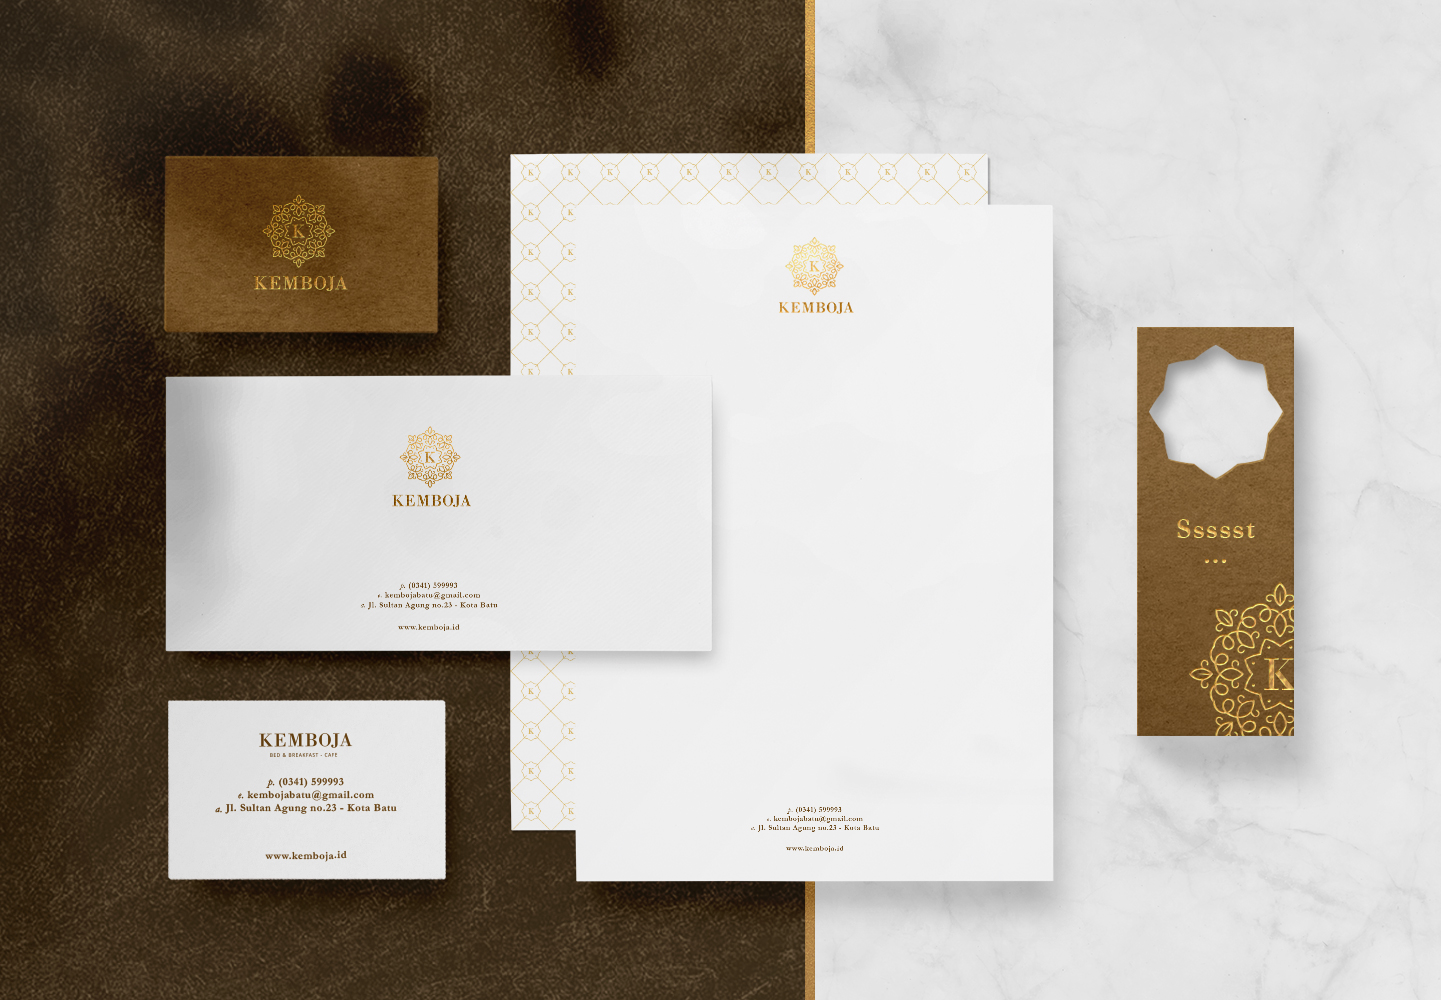 K
KEMBOJA
K
KEMBOJA
p. (0341) 599993
e. kembojabatu@gmail.com
a. Jl. Sultan Agung no.23 - Kota Batu
www.kemboja.id
KEMBOJA
BED & BREAKFAST - CAFE
p. (0341) 599993
e. kembojabatu@gmail.com
a. Jl. Sultan Agung no.23 - Kota Batu
www.kemboja.id
K K K K K K K K K K K K
K K
K K
K K
K K
K K
K
K K
K K
K K
K K
K
KEMBOJA
p. (0341) 599993
e. kembojabatu@gmail.com
a. Jl. Sultan Agung no.23 - Kota Batu
www.kemboja.id
Ssssst
...
K